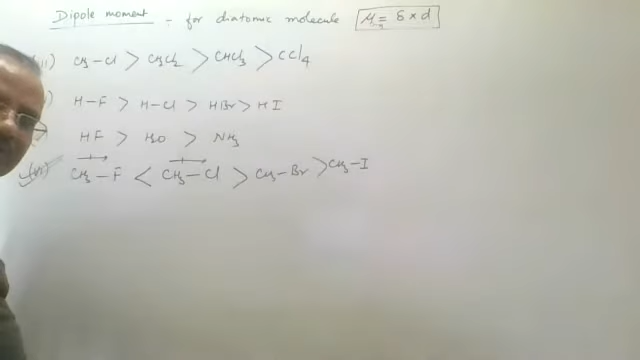 Dipole moment - for diatomic molecule μ = δ × d
CH₃-Cl > CH₂Cl₂ > CHCl₃ > CCl₄
H-F > H-Cl > HBr > HI
HF > H₂O > NH₃
(vi) CH₃-F < CH₃-Cl > CH₃-Br > CH₃-I